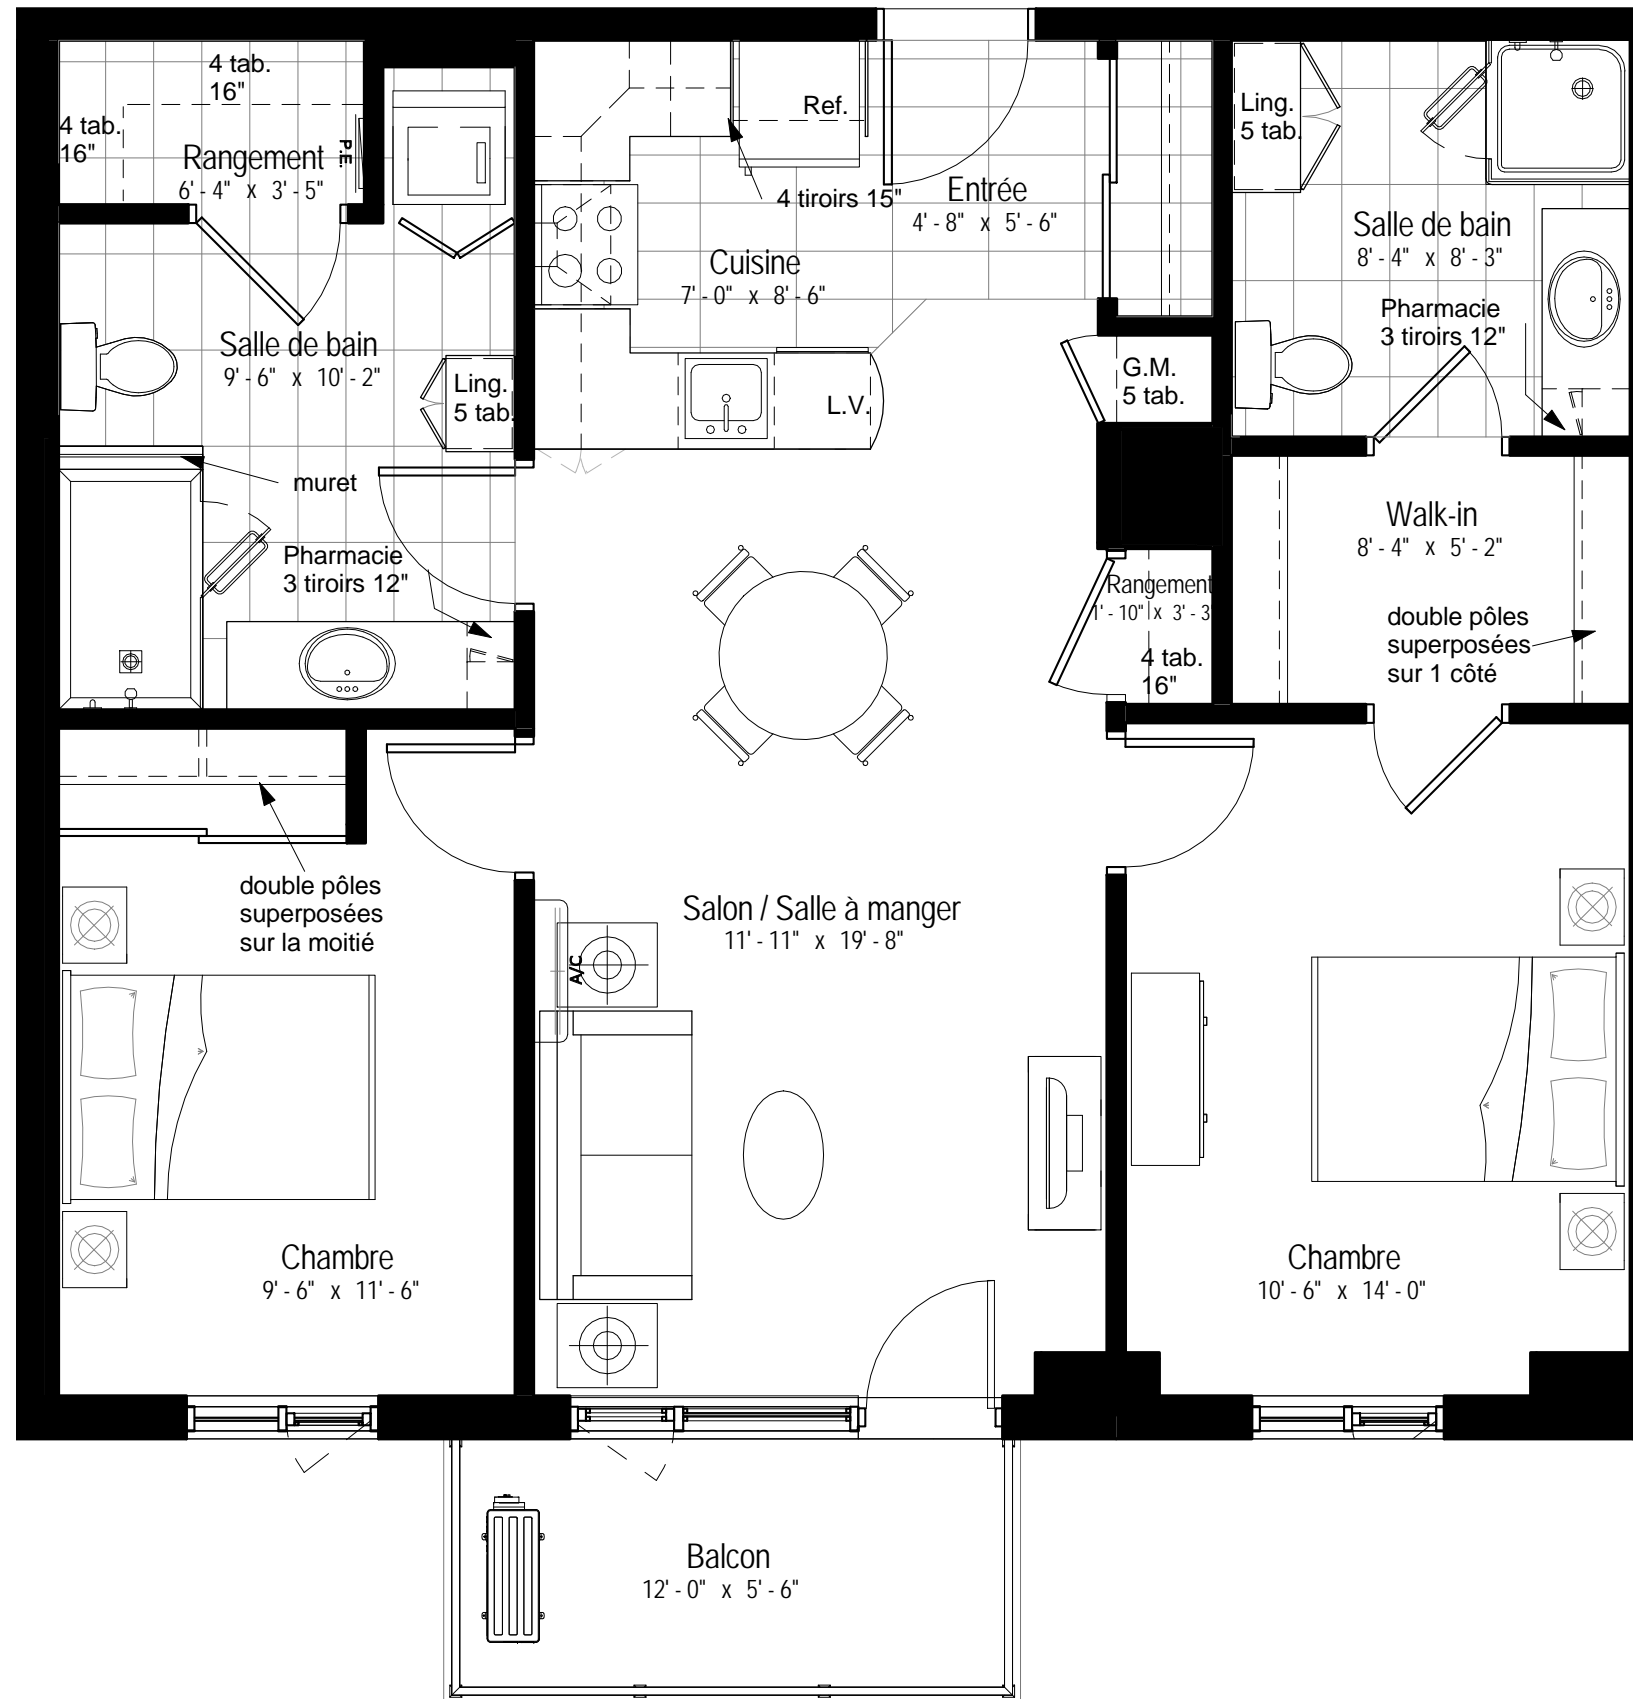 4 tab.
16"
4 tab.
16"
Rangement
6' - 4" x 3' - 5"
P.E.
Ref.
4 tiroirs 15"
Entrée
4' - 8" x 5' - 6"
Cuisine
7' - 0" x 8' - 6"
Ling.
5 tab.
Salle de bain
8' - 4" x 8' - 3"
Pharmacie
3 tiroirs 12"
Salle de bain
9' - 6" x 10' - 2"
Ling.
5 tab.
L.V.
G.M.
5 tab.
muret
Pharmacie
3 tiroirs 12"
Walk-in
8' - 4" x 5' - 2"
Rangement
1' - 10" x 3' - 3
4 tab.
16"
double pôles
superposées
sur 1 côté
double pôles
superposées
sur la moitié
Salon / Salle à manger
11' - 11" x 19' - 8"
A/C
Chambre
9' - 6" x 11' - 6"
Chambre
10' - 6" x 14' - 0"
Balcon
12' - 0" x 5' - 6"